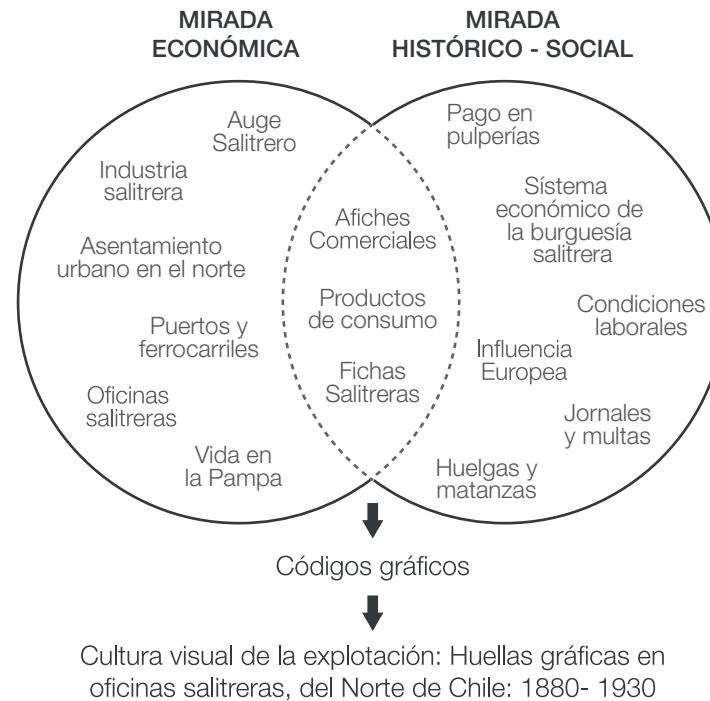 MIRADA
ECONÓMICA
MIRADA
HISTÓRICO - SOCIAL
Auge
Salitrero
Industria
salitrera
Asentamiento
urbano en el norte
Puertos y
ferrocarriles
Oficinas
salitreras
Vida en
la Pampa
Afiches
Comerciales
Productos
de consumo
Fichas
Salitreras
Pago en
pulperías
Sístema
económico de
la burguesía
salitrera
Condiciones
laborales
Influencia
Europea
Jornales
y multas
Huelgas y
matanzas
Códigos gráficos
Cultura visual de la explotación: Huellas gráficas en
oficinas salitreras, del Norte de Chile: 1880- 1930